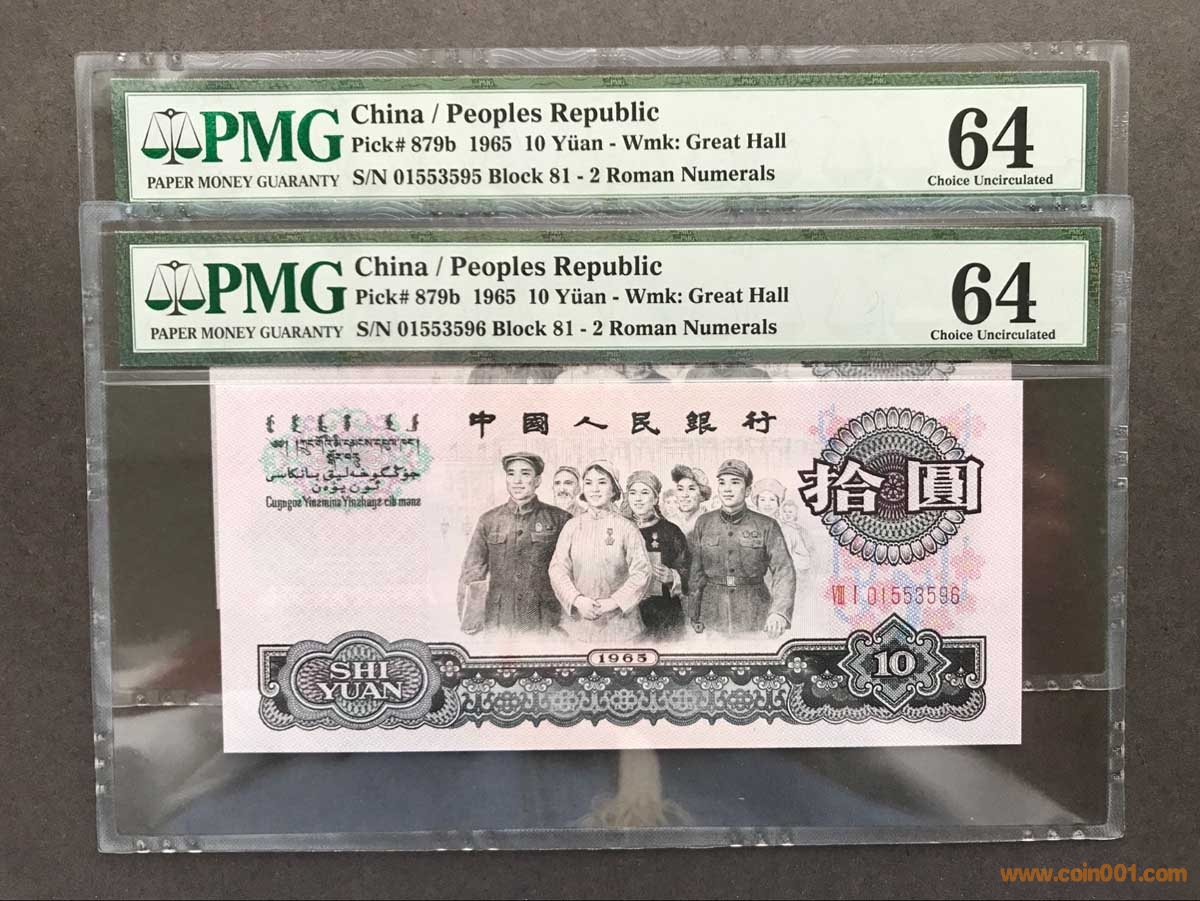 PMG
PAPER MONEY GUARANTY
China / Peoples Republic
Pick# 879b 1965 10 Yüan - Wmk: Great Hall
S/N 01553595 Block 81 - 2 Roman Numerals
64
Choice Uncirculated
PMG
PAPER MONEY GUARANTY
China / Peoples Republic
Pick# 879b 1965 10 Yüan - Wmk: Great Hall
S/N 01553596 Block 81 - 2 Roman Numerals
64
Choice Uncirculated
中國人民銀行
拾圓
VIII I 01553596
1965
SHI
YUAN
10
www.coin001.com